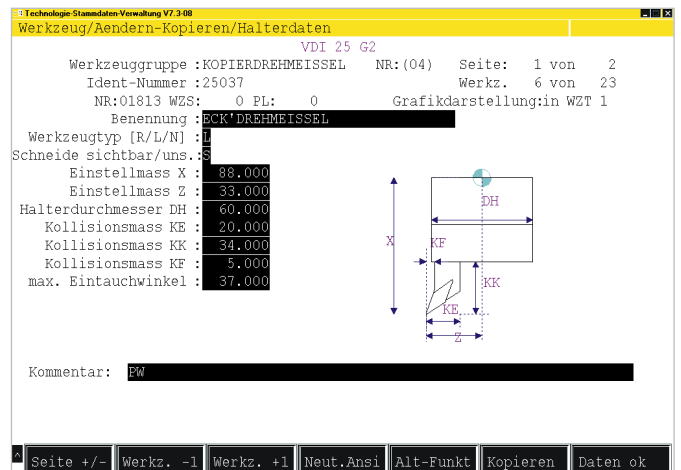 Technologie-Stammdaten-Verwaltung V7.3-08
Werkzeug/Aendern-Kopieren/Halterdaten
VDI 25 G2
Werkzeuggruppe :KOPIERDREHMEISSEL NR:(04) Seite: 1 von 2
Ident-Nummer :25037 Werkz. 6 von 23
NR:01813 WZS: 0 PL: 0 Grafikdarstellung:in WZT 1
Benennung :ECK'DREHMEISSEL
Werkzeugtyp [R/L/N] :L
Schneide sichtbar/uns.:S
Einstellmass X : 88.000
Einstellmass Z : 33.000
Halterdurchmesser DH : 60.000
Kollisionsmass KE : 20.000
Kollisionsmass KK : 34.000
Kollisionsmass KF : 5.000
max. Eintauchwinkel : 37.000
DH
X
KF
KK
KE
Z
Kommentar: PW
^ Seite +/- Werkz. -1 Werkz. +1 Neut.Ansi Alt-Funkt Kopieren Daten ok